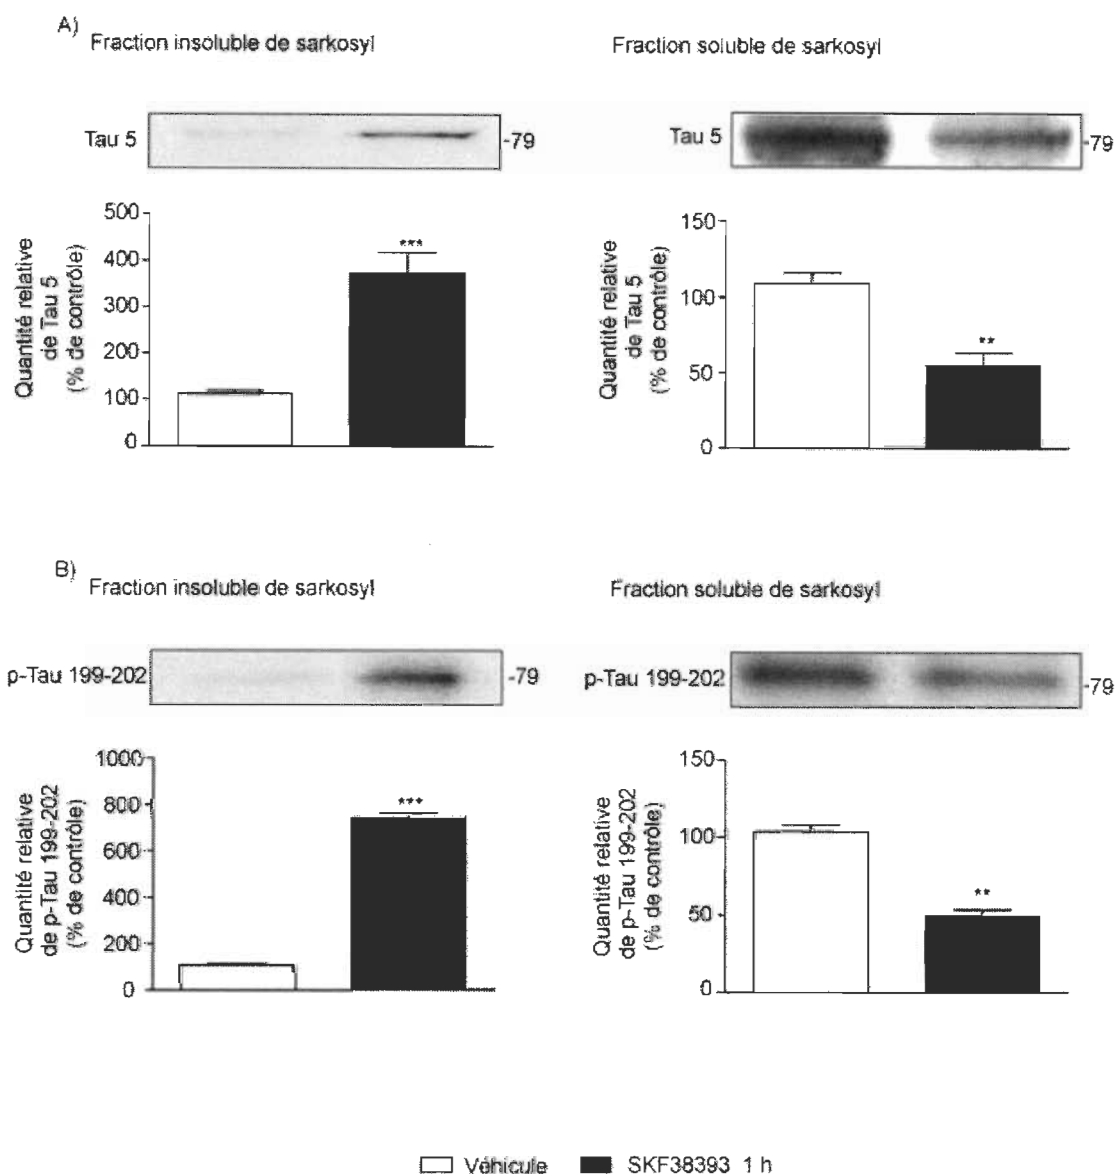 A)
Fraction insoluble de sarkosyl
Fraction soluble de sarkosyl
Tau 5
-79
Tau 5
-79
Quantité relative
de Tau 5
(% de contrôle)
500
400
300
200
100
0
***
Quantité relative
de Tau 5
(% de contrôle)
150
100
50
0
**
B)
Fraction insoluble de sarkosyl
Fraction soluble de sarkosyl
p-Tau 199-202
-79
p-Tau 199-202
-79
Quantité relative
de p-Tau 199-202
(% de contrôle)
1000
800
600
400
200
0
***
Quantité relative
de p-Tau 199-202
(% de contrôle)
150
100
50
0
**
Véhicule
SKF38393 1 h